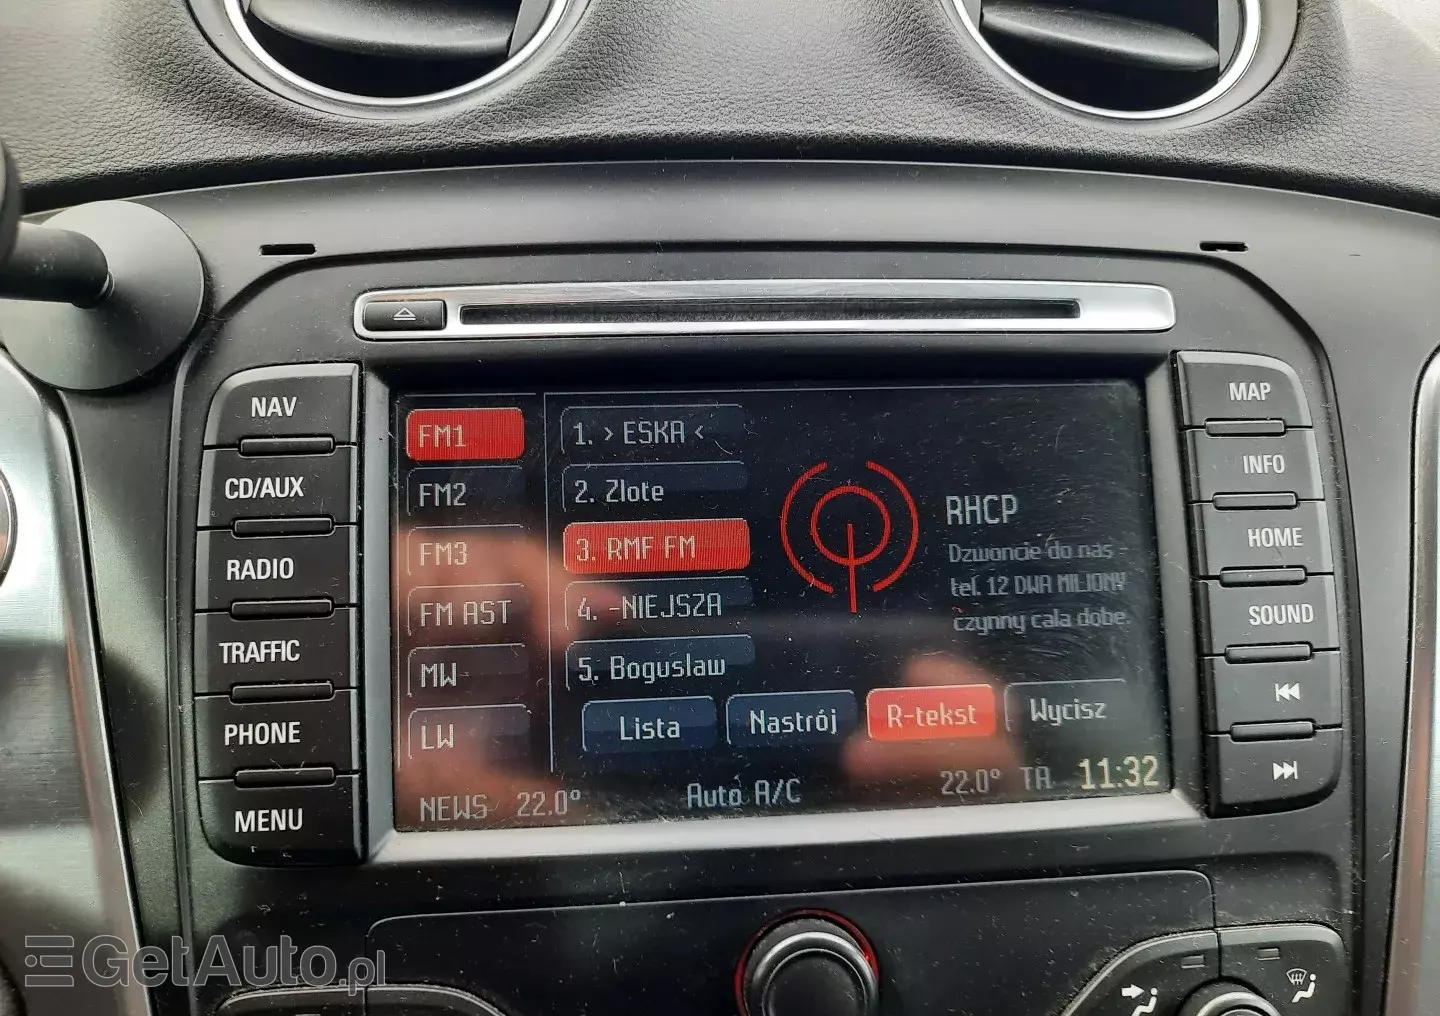 NAV
CD/AUX
RADIO
TRAFFIC
PHONE
MENU
FM1
FM2
FM3
FM AST
MW
LW
1. > ESKA <
2. Zlote
3. RMF FM
4. -NIEJSZA
5. Boguslaw
RHCP
Dzwoncie do nas -
tel. 12 DWA MILIONY
czynny cala dobe.
Lista
Nastrój
R-tekst
Wycisz
NEWS 22.0° Auto A/C 22.0° TA 11:32
MAP
INFO
HOME
SOUND
GetAuto.pl